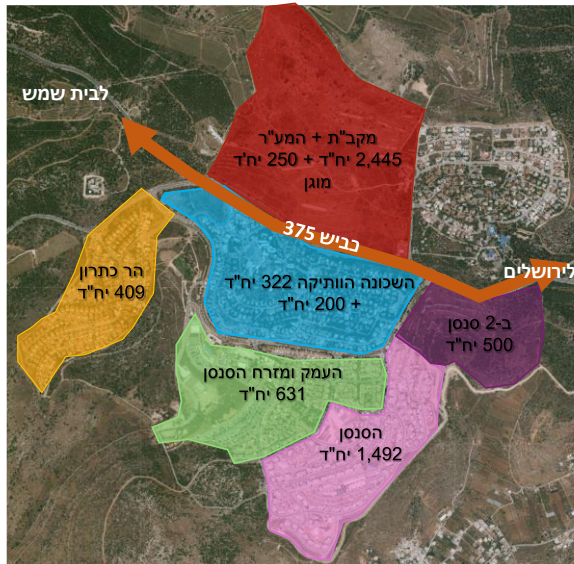 לבית שמש
מקב"ת + המע"ר
2,445 יח"ד + 250 יח'ד
מוגן
כביש 375
לירושלים
הר כתרון
409 יח"ד
השכונה הוותיקה 322 יח"ד
+ 200 יח"ד
ב-2 סנסן
500 יח"ד
העמק ומזרח הסנסן
631 יח"ד
הסנסן
1,492 יח"ד